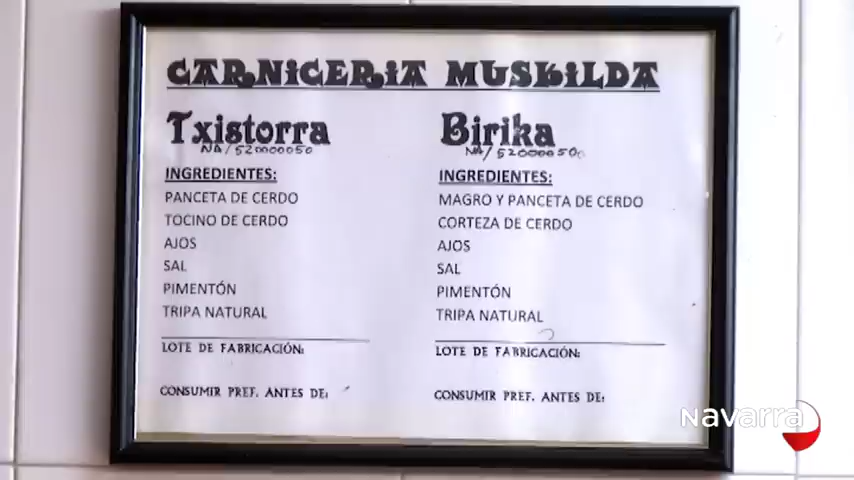 CARNICERIA MUSKILDA
Txistorra
NA/520000050
INGREDIENTES:
PANCETA DE CERDO
TOCINO DE CERDO
AJOS
SAL
PIMENTÓN
TRIPA NATURAL
LOTE DE FABRICACIÓN:
CONSUMIR PREF. ANTES DE:
Birika
NA/520000500
INGREDIENTES:
MAGRO Y PANCETA DE CERDO
CORTEZA DE CERDO
AJOS
SAL
PIMENTÓN
TRIPA NATURAL
LOTE DE FABRICACIÓN:
CONSUMIR PREF. ANTES DE:
Navarra